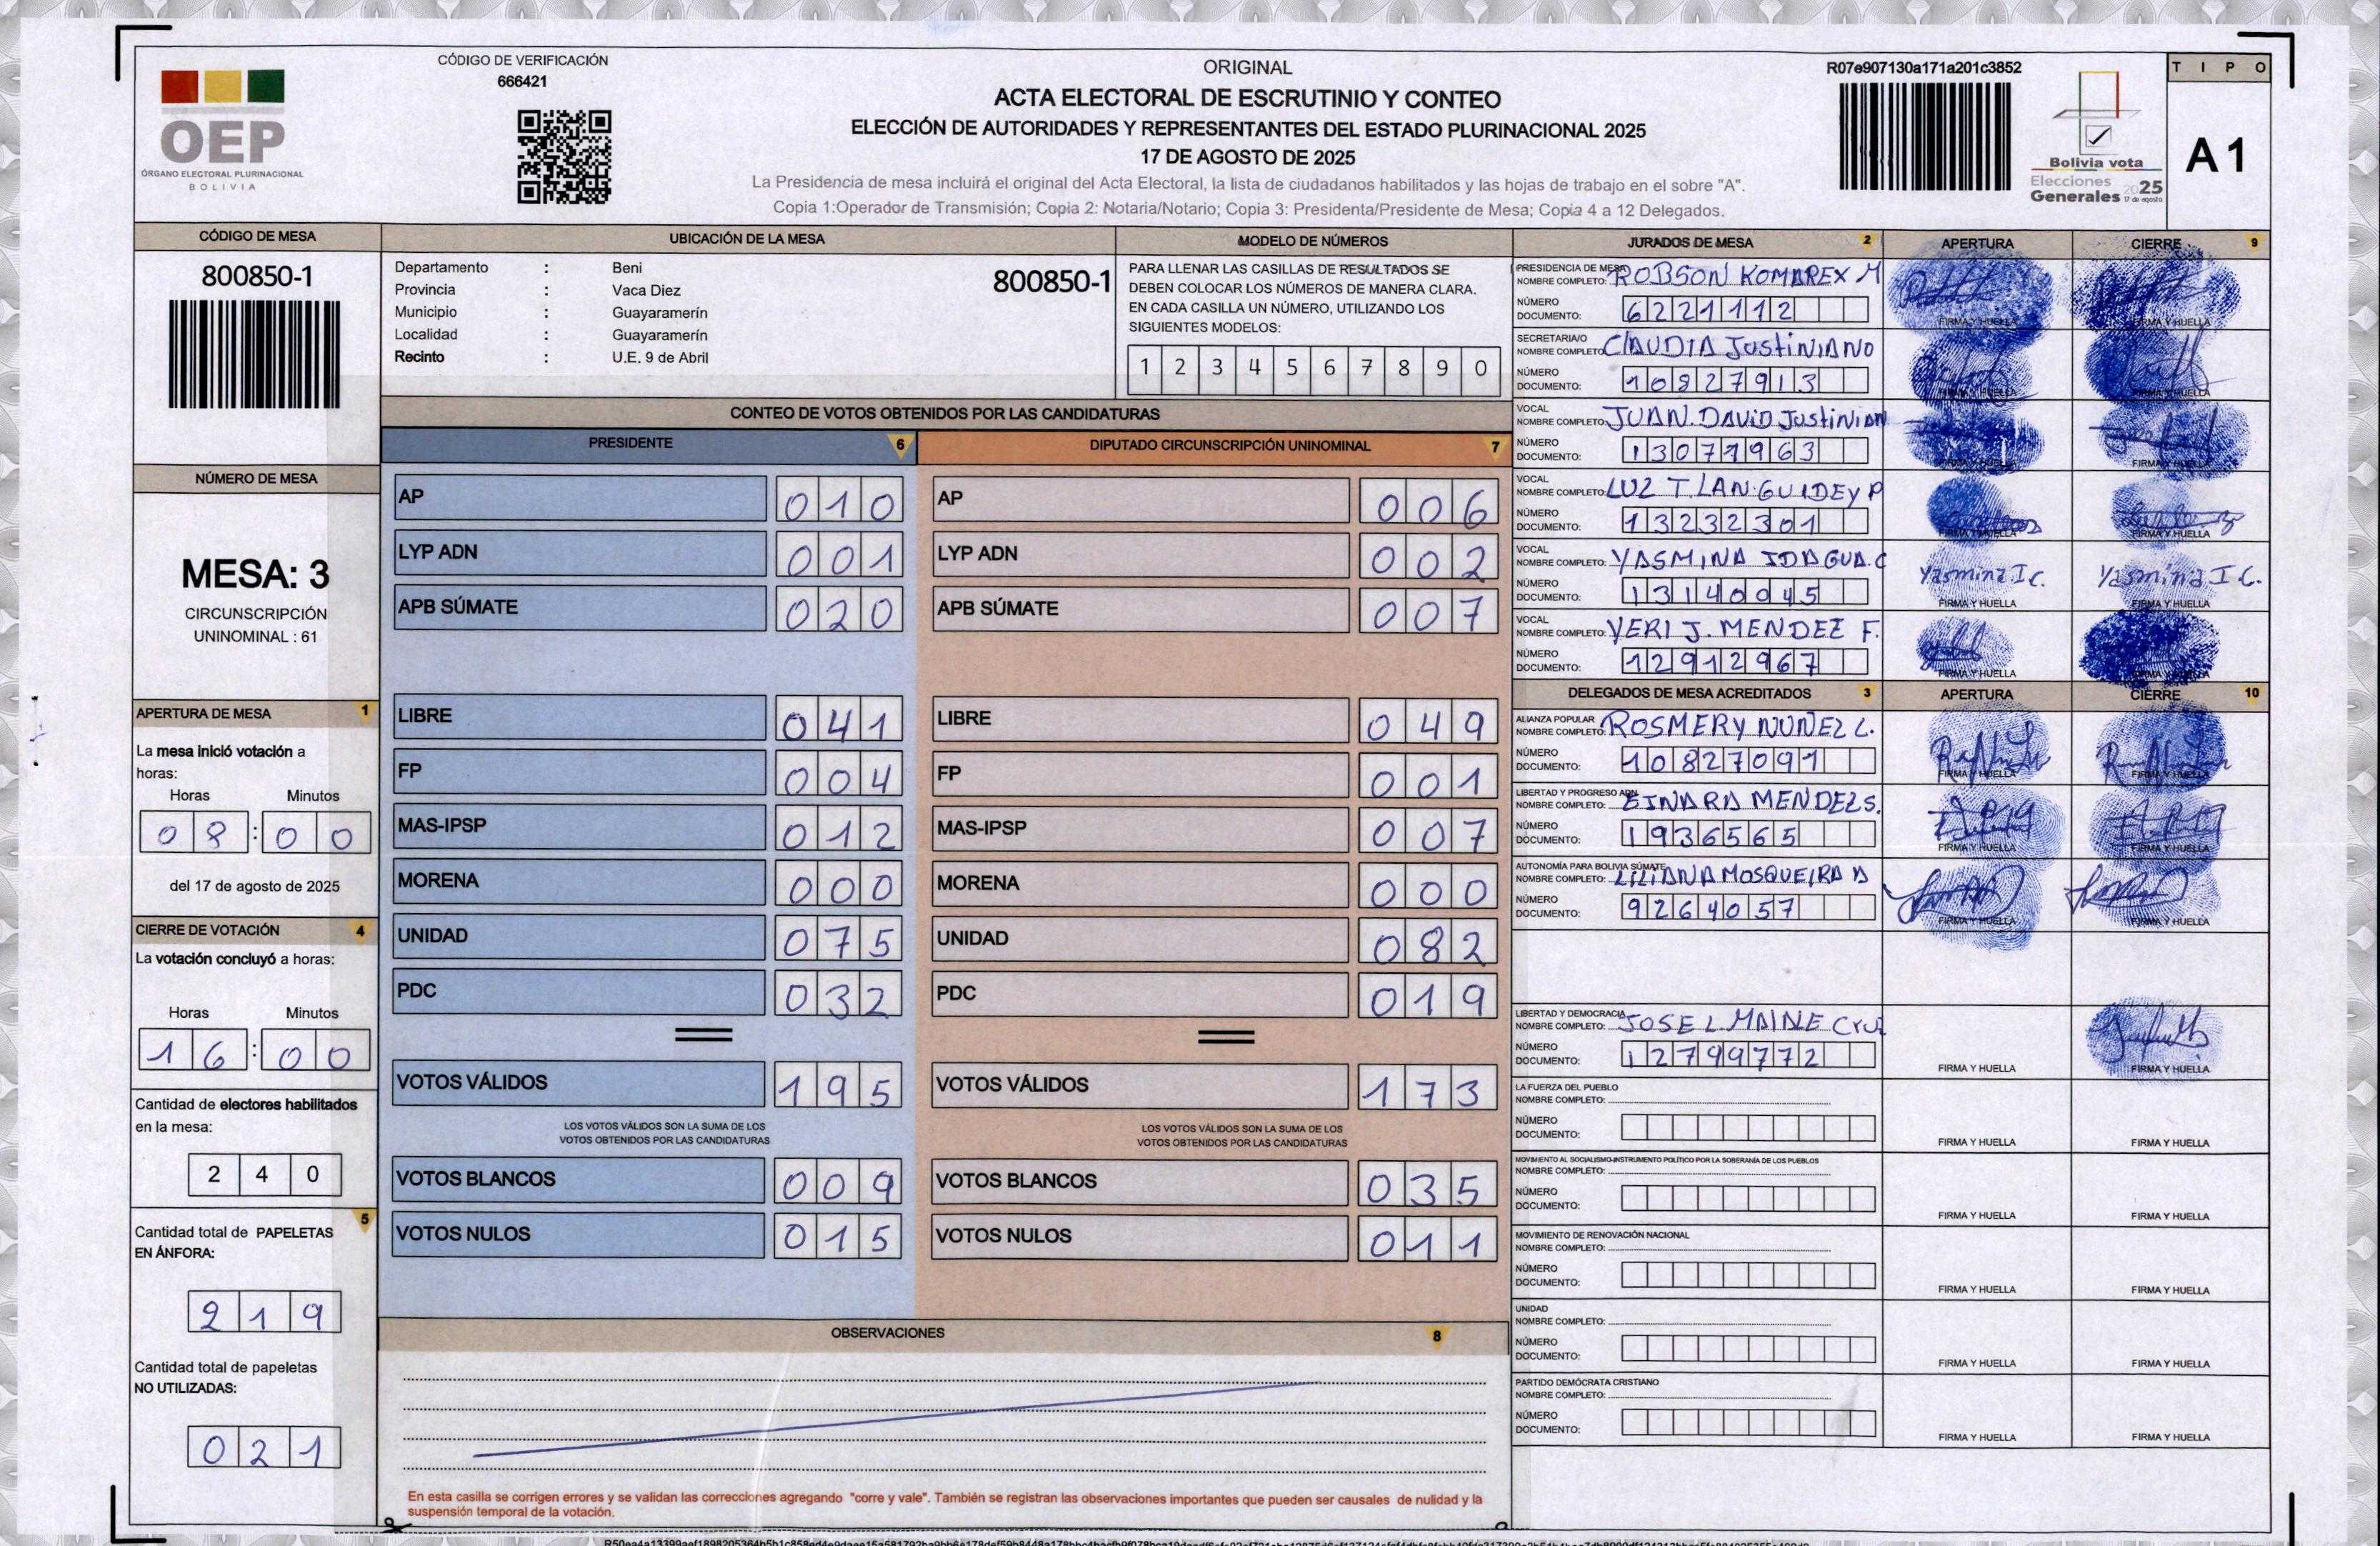 CÓDIGO DE VERIFICACIÓN
666421
OEP
ÓRGANO ELECTORAL PLURINACIONAL
BOLIVIA
ORIGINAL
ACTA ELECTORAL DE ESCRUTINIO Y CONTEO
ELECCIÓN DE AUTORIDADES Y REPRESENTANTES DEL ESTADO PLURINACIONAL 2025
17 DE AGOSTO DE 2025
La Presidencia de mesa incluirá el original del Acta Electoral, la lista de ciudadanos habilitados y las hojas de trabajo en el sobre "A".
Copia 1:Operador de Transmisión; Copia 2: Notaria/Notario; Copia 3: Presidenta/Presidente de Mesa; Copia 4 a 12 Delegados.
R07e907130a171a201c3852
Bolivia vota
Elecciones
Generales 2025
17 de agosto
TIPO
A1
CÓDIGO DE MESA
800850-1
NÚMERO DE MESA
MESA: 3
CIRCUNSCRIPCIÓN
UNINOMINAL : 61
APERTURA DE MESA 1
La mesa inició votación a
horas:
Horas Minutos
08:00
del 17 de agosto de 2025
CIERRE DE VOTACIÓN 4
La votación concluyó a horas:
Horas Minutos
16:00
Cantidad de electores habilitados
en la mesa:
240
5
Cantidad total de PAPELETAS
EN ÁNFORA:
219
Cantidad total de papeletas
NO UTILIZADAS:
021
UBICACIÓN DE LA MESA
Departamento : Beni
800850-1
Provincia : Vaca Diez
Municipio : Guayaramerín
Localidad : Guayaramerín
Recinto : U.E. 9 de Abril
MODELO DE NÚMEROS
PARA LLENAR LAS CASILLAS DE RESULTADOS SE
DEBEN COLOCAR LOS NÚMEROS DE MANERA CLARA.
EN CADA CASILLA UN NÚMERO, UTILIZANDO LOS
SIGUIENTES MODELOS:
1 2 3 4 5 6 7 8 9 0
CONTEO DE VOTOS OBTENIDOS POR LAS CANDIDATURAS
PRESIDENTE 6
AP 010
LYP ADN 001
APB SÚMATE 020
LIBRE 041
FP 004
MAS-IPSP 012
MORENA 000
UNIDAD 075
PDC 032
VOTOS VÁLIDOS 195
LOS VOTOS VÁLIDOS SON LA SUMA DE LOS
VOTOS OBTENIDOS POR LAS CANDIDATURAS
VOTOS BLANCOS 009
VOTOS NULOS 015
DIPUTADO CIRCUNSCRIPCIÓN UNINOMINAL 7
AP 006
LYP ADN 002
APB SÚMATE 007
LIBRE 049
FP 001
MAS-IPSP 007
MORENA 000
UNIDAD 082
PDC 019
VOTOS VÁLIDOS 173
LOS VOTOS VÁLIDOS SON LA SUMA DE LOS
VOTOS OBTENIDOS POR LAS CANDIDATURAS
VOTOS BLANCOS 035
VOTOS NULOS 011
OBSERVACIONES 8
En esta casilla se corrigen errores y se validan las correcciones agregando "corre y vale". También se registran las observaciones importantes que pueden ser causales de nulidad y la
suspensión temporal de la votación.
JURADOS DE MESA 2 APERTURA CIERRE 9
PRESIDENCIA DE MESA
NOMBRE COMPLETO: ROBSON KOMAREX M
NÚMERO
DOCUMENTO: 6221112
FIRMA Y HUELLA FIRMA Y HUELLA
SECRETARIA/O
NOMBRE COMPLETO: CLAUDIA JUSTINIANO
NÚMERO
DOCUMENTO: 10827913
FIRMA Y HUELLA FIRMA Y HUELLA
VOCAL
NOMBRE COMPLETO: JUAN. DAVID JUSTINIAN
NÚMERO
DOCUMENTO: 13077963
FIRMA Y HUELLA FIRMA Y HUELLA
VOCAL
NOMBRE COMPLETO: LUZ T. LAN GUIDEY P
NÚMERO
DOCUMENTO: 13232301
FIRMA Y HUELLA FIRMA Y HUELLA
VOCAL
NOMBRE COMPLETO: YASMINA IDAGUA.C
Yasmina I C. Yasmina I C.
NÚMERO
DOCUMENTO: 13140045
FIRMA Y HUELLA FIRMA Y HUELLA
VOCAL
NOMBRE COMPLETO: YERI J. MENDEZ F.
NÚMERO
DOCUMENTO: 12912967
FIRMA Y HUELLA FIRMA Y HUELLA
DELEGADOS DE MESA ACREDITADOS 3 APERTURA CIERRE 10
ALIANZA POPULAR
NOMBRE COMPLETO: ROSMERY NUÑEZ L.
NÚMERO
DOCUMENTO: 10827091
FIRMA Y HUELLA FIRMA Y HUELLA
LIBERTAD Y PROGRESO ADN
NOMBRE COMPLETO: EINARA MENDEZ S.
NÚMERO
DOCUMENTO: 1936565
FIRMA Y HUELLA FIRMA Y HUELLA
AUTONOMÍA PARA BOLIVIA SÚMATE
NOMBRE COMPLETO: LILIANA MOSQUEIRA A
NÚMERO
DOCUMENTO: 9264057
FIRMA Y HUELLA FIRMA Y HUELLA
LIBERTAD Y DEMOCRACIA
NOMBRE COMPLETO: JOSE L. MAINE Cruz
NÚMERO
DOCUMENTO: 12799772
FIRMA Y HUELLA FIRMA Y HUELLA
LA FUERZA DEL PUEBLO
NOMBRE COMPLETO:
NÚMERO
DOCUMENTO:
FIRMA Y HUELLA FIRMA Y HUELLA
MOVIMIENTO AL SOCIALISMO-INSTRUMENTO POLÍTICO POR LA SOBERANÍA DE LOS PUEBLOS
NOMBRE COMPLETO:
NÚMERO
DOCUMENTO:
FIRMA Y HUELLA FIRMA Y HUELLA
MOVIMIENTO DE RENOVACIÓN NACIONAL
NOMBRE COMPLETO:
NÚMERO
DOCUMENTO:
FIRMA Y HUELLA FIRMA Y HUELLA
UNIDAD
NOMBRE COMPLETO:
NÚMERO
DOCUMENTO:
FIRMA Y HUELLA FIRMA Y HUELLA
PARTIDO DEMÓCRATA CRISTIANO
NOMBRE COMPLETO:
NÚMERO
DOCUMENTO:
FIRMA Y HUELLA FIRMA Y HUELLA